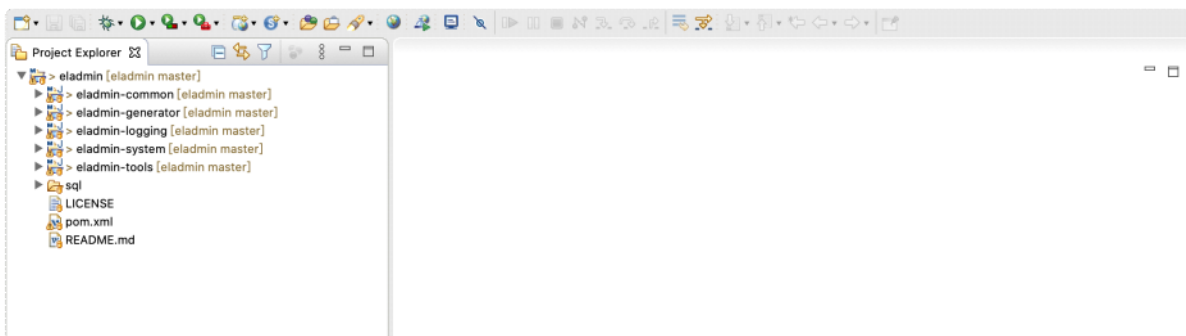 Project Explorer
> eladmin [eladmin master]
> eladmin-common [eladmin master]
> eladmin-generator [eladmin master]
> eladmin-logging [eladmin master]
> eladmin-system [eladmin master]
> eladmin-tools [eladmin master]
sql
LICENSE
pom.xml
README.md